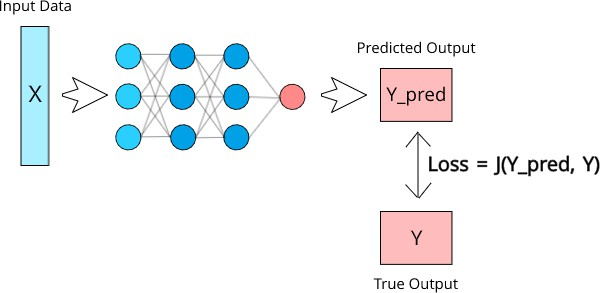 Input Data
X
Predicted Output
Y_pred
Loss = J(Y_pred, Y)
Y
True Output